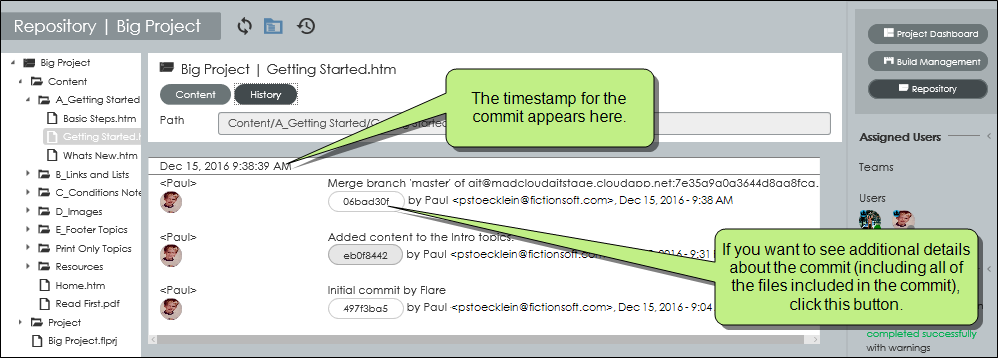 Repository | Big Project
Big Project
Content
A_Getting Started
Basic Steps.htm
Getting Started.h
Whats New.htm
B_Links and Lists
C_Conditions Note
D_Images
E_Footer Topics
Print Only Topics
Resources
Home.htm
Read First.pdf
Project
Big Project.flprj
Big Project | Getting Started.htm
Content History
Path Content/A_Getting Started/Getting Started
The timestamp for the
commit appears here.
Dec 15, 2016 9:38:39 AM
<Paul> Merge branch 'master' of git@madcloudaitstage.cloudapp.net:7e35a9a0a3644d8aa8fca.
06bad30f by Paul <pstoecklein@fictionsoft.com>, Dec 15, 2016 - 9:38 AM
<Paul> Added content to the Intro topics.
eb0f8442 by Paul <pstoecklein@fictionsoft.com>, Dec 15, 2016 - 9:31
<Paul> Initial commit by Flare
497f3ba5 by Paul <pstoecklein@fictionsoft.com>, Dec 15, 2016 - 9:04
If you want to see additional details
about the commit (including all of
the files included in the commit),
click this button.
Project Dashboard
Build Management
Repository
Assigned Users
Teams
Users
completed successfully
with warnings